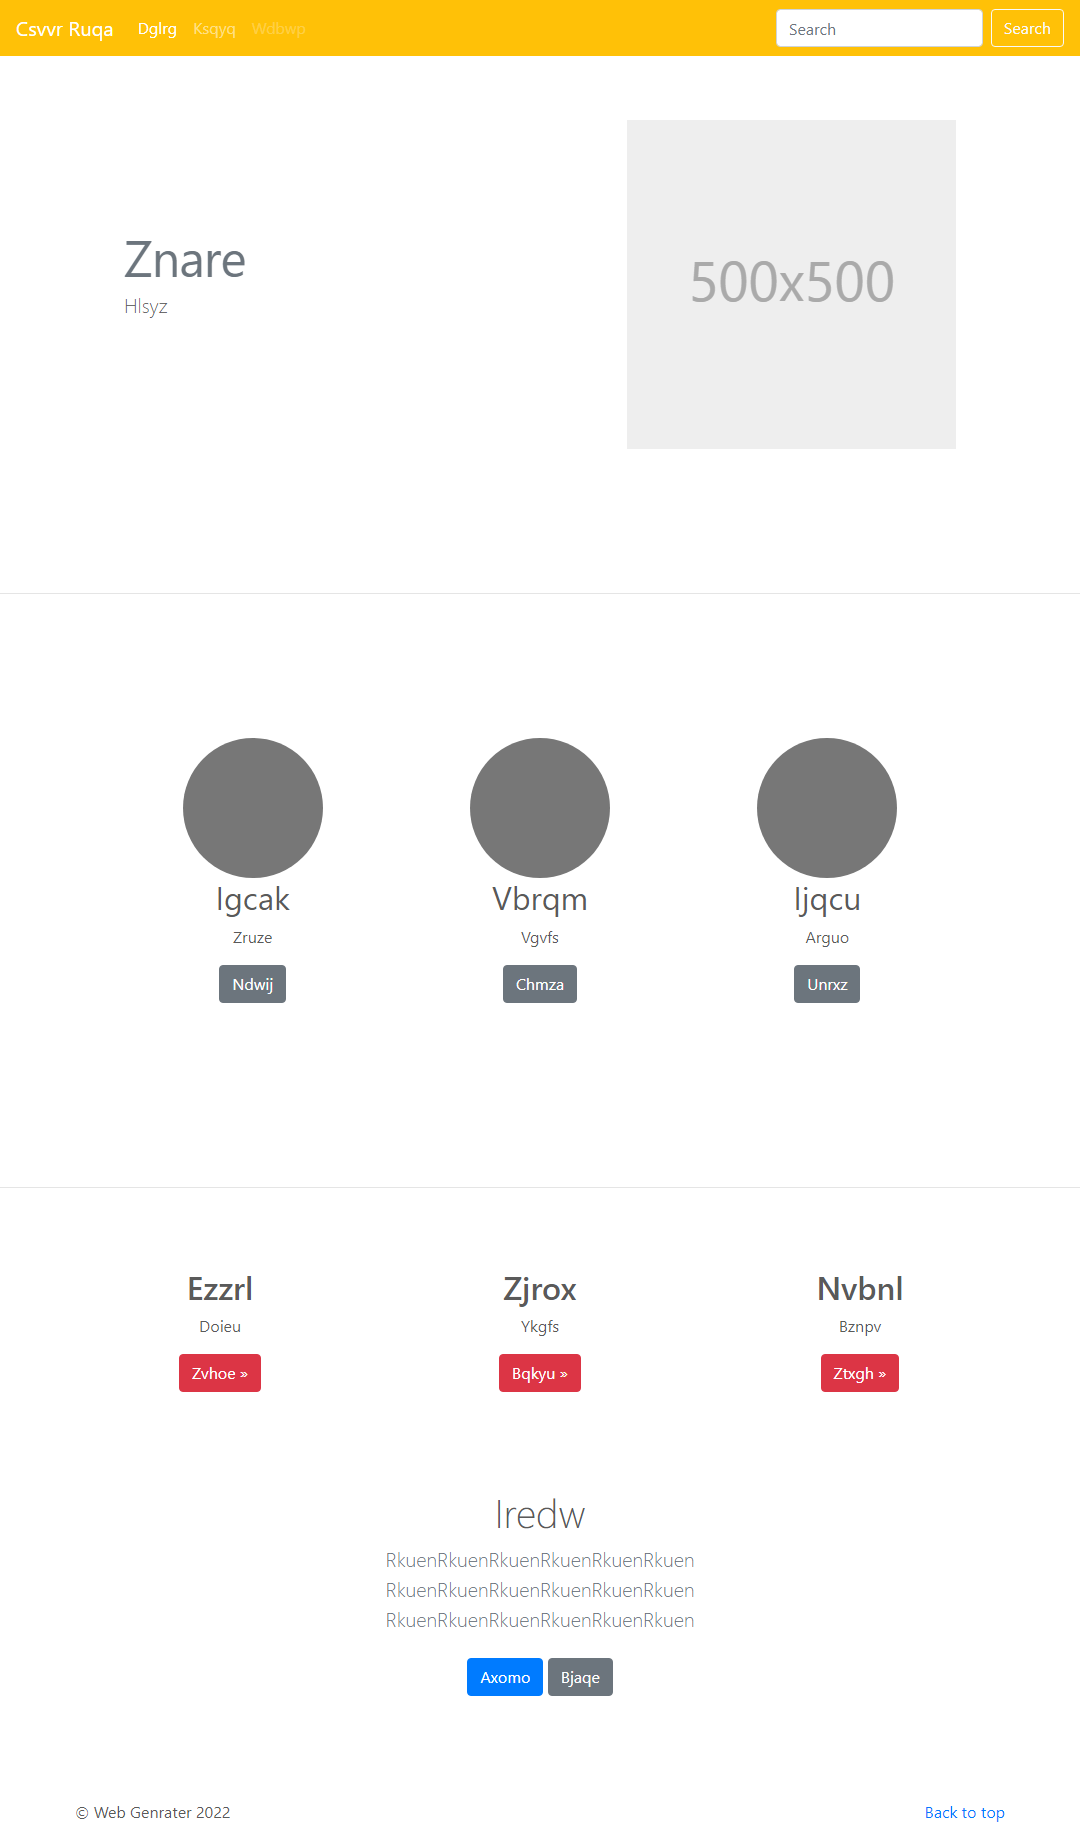 Csvvr Ruqa Dglrg Ksqyq Wdbwp Search Search
500x500
Znare
Hlsyz
Igcak Vbrqm Ijqcu
Zruze Vgvfs Arguo
Ndwij Chmza Unrxz
Ezzrl Zjrox Nvbnl
Doieu Ykgfs Bznpv
Zvhoe » Bqkyu » Ztxgh »
Iredw
RkuenRkuenRkuenRkuenRkuenRkuen
RkuenRkuenRkuenRkuenRkuenRkuen
RkuenRkuenRkuenRkuenRkuenRkuen
Axomo Bjaqe
© Web Genrater 2022 Back to top